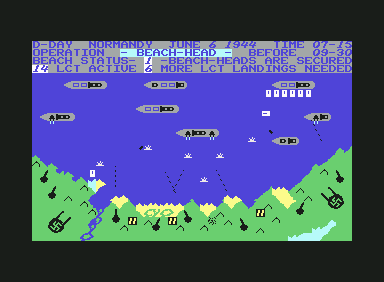 D-DAY NORMANDY JUNE 6 1944 TIME 07-15
OPERATION - BEACH-HEAD - BEFORE 09-30
BEACH STATUS- 1 -BEACH-HEADS ARE SECURED
14 LCT ACTIVE 6 MORE LCT LANDINGS NEEDED